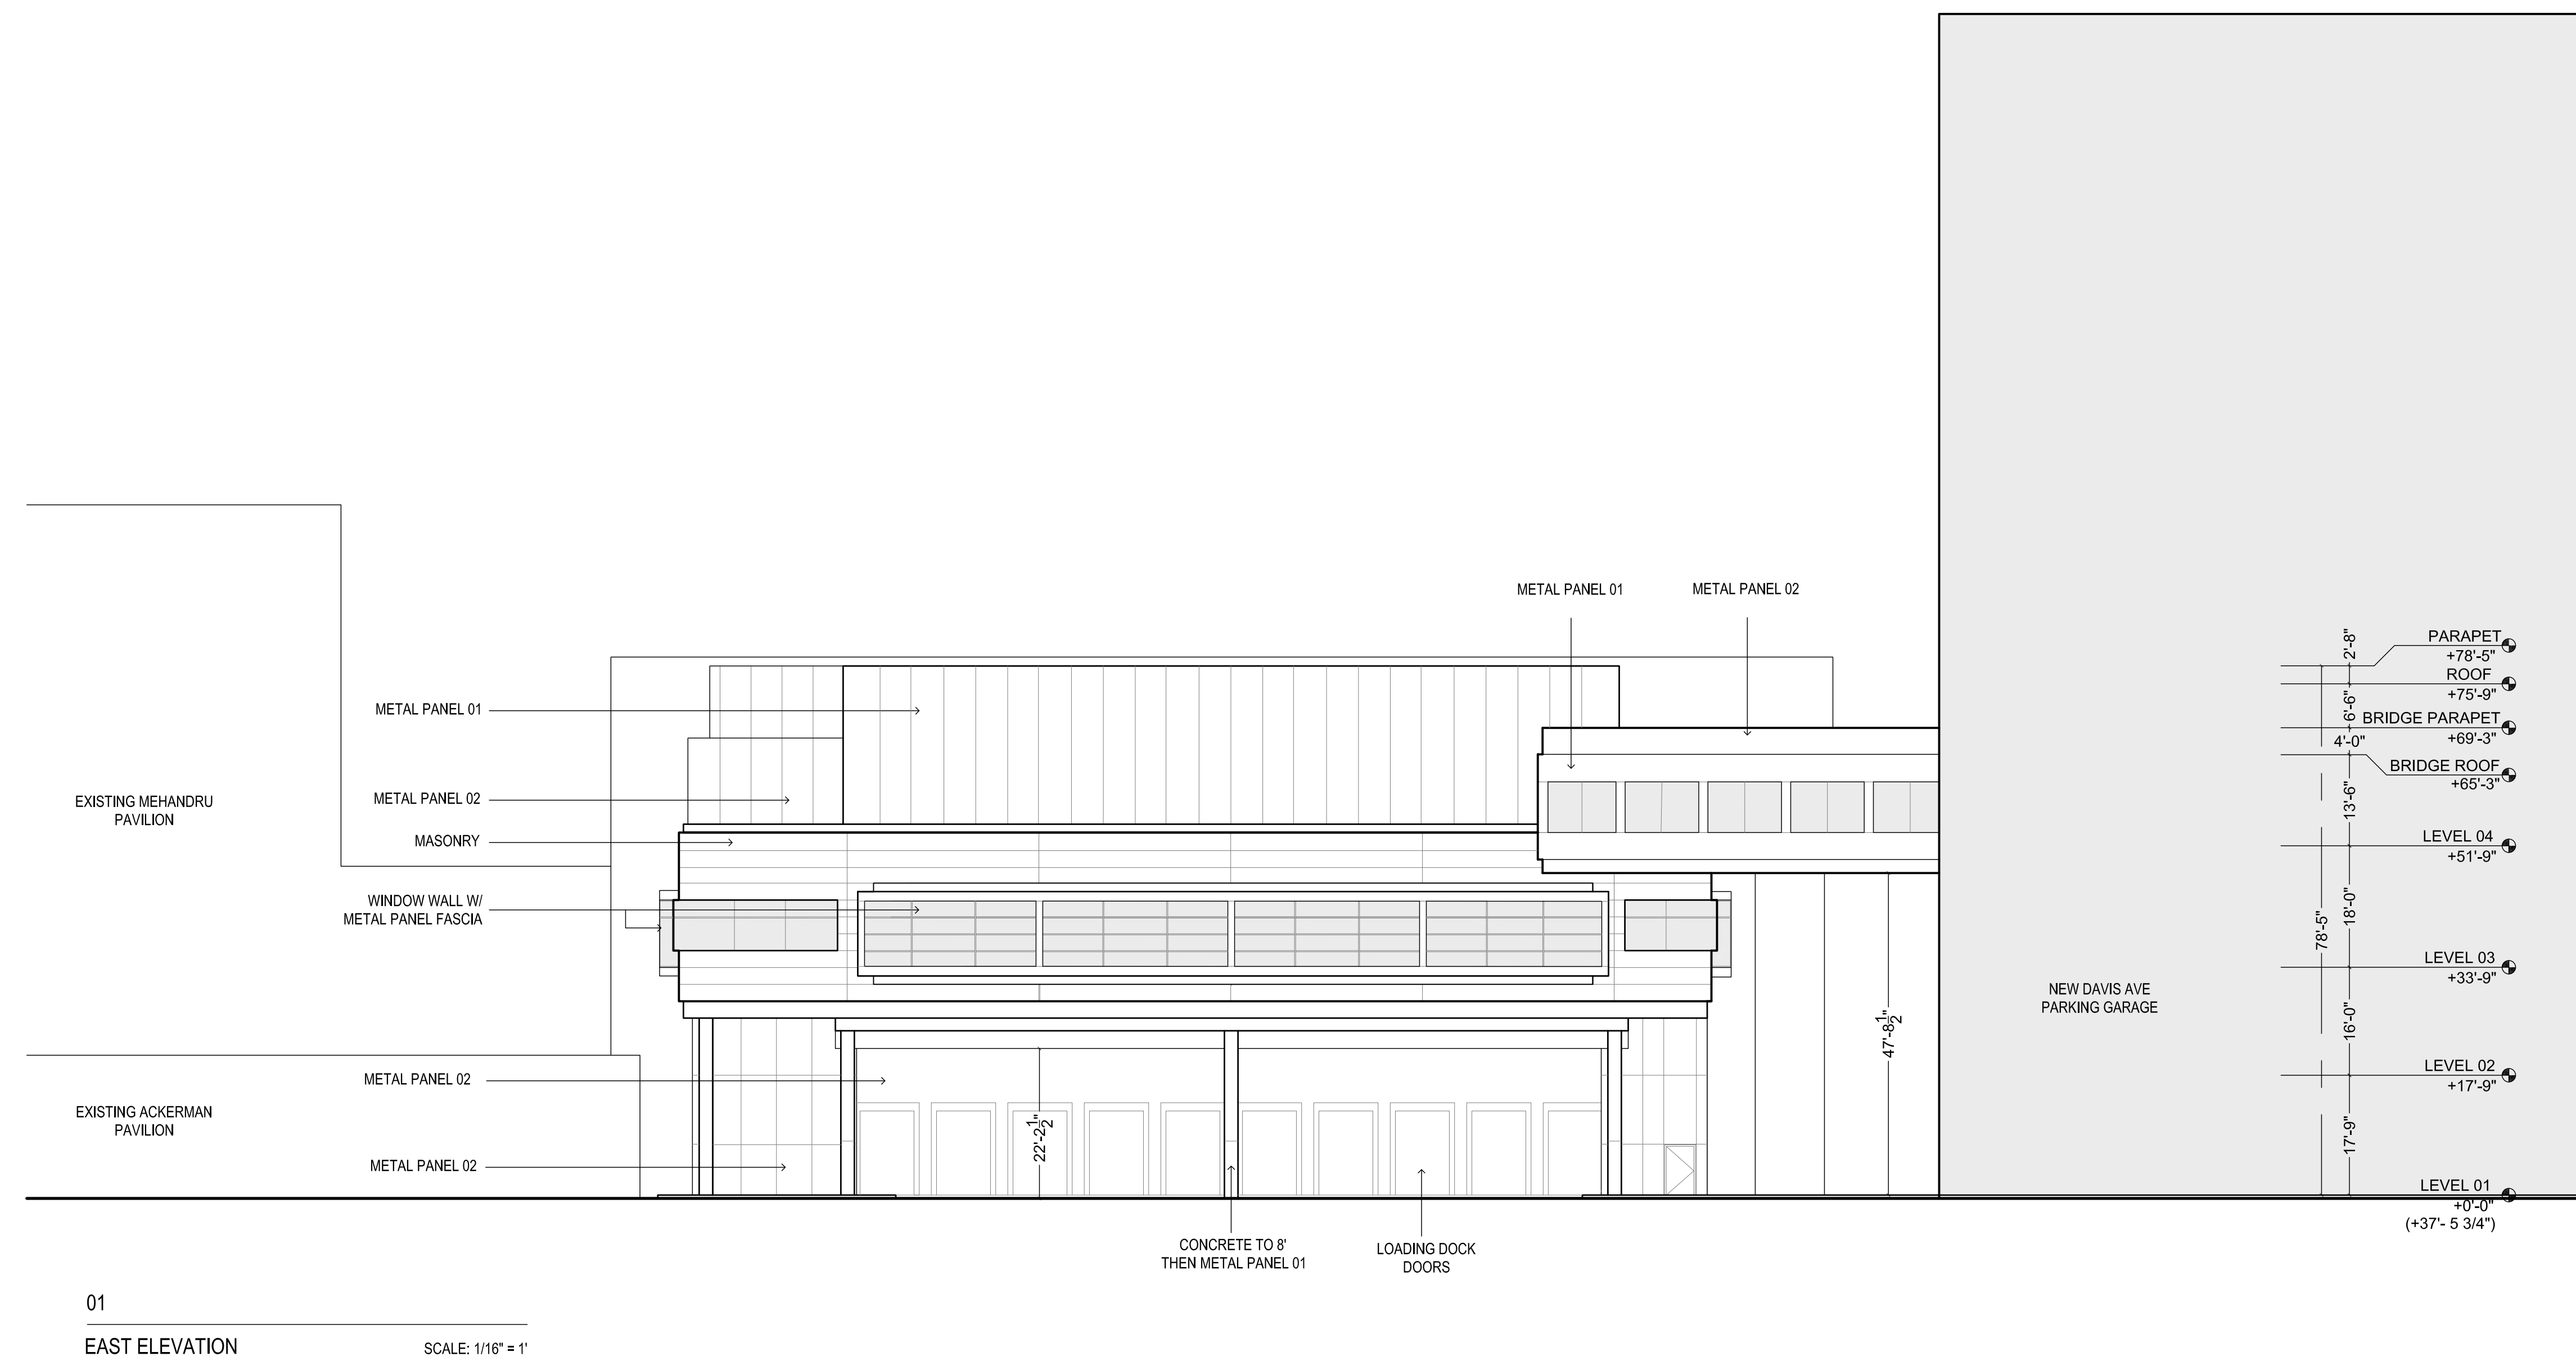 METAL PANEL 01
METAL PANEL 02
METAL PANEL 01
METAL PANEL 02
MASONRY
WINDOW WALL W/
METAL PANEL FASCIA
EXISTING MEHANDRU
PAVILION
METAL PANEL 02
EXISTING ACKERMAN
PAVILION
METAL PANEL 02
22'-2 1/2"
47'-8 1/2"
CONCRETE TO 8'
THEN METAL PANEL 01
LOADING DOCK
DOORS
NEW DAVIS AVE
PARKING GARAGE
78'-5"
2'-8"
6'-6"
4'-0"
13'-6"
18'-0"
16'-0"
17'-9"
PARAPET
+78'-5"
ROOF
+75'-9"
BRIDGE PARAPET
+69'-3"
BRIDGE ROOF
+65'-3"
LEVEL 04
+51'-9"
LEVEL 03
+33'-9"
LEVEL 02
+17'-9"
LEVEL 01
+0'-0"
(+37'- 5 3/4")
01
EAST ELEVATION
SCALE: 1/16" = 1'